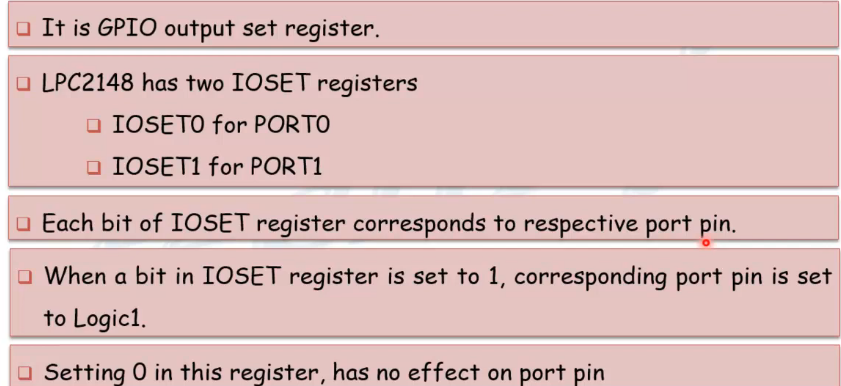 It is GPIO output set register.
LPC2148 has two IOSET registers
IOSET0 for PORT0
IOSET1 for PORT1
Each bit of IOSET register corresponds to respective port pin.
When a bit in IOSET register is set to 1, corresponding port pin is set
to Logic1.
Setting 0 in this register, has no effect on port pin